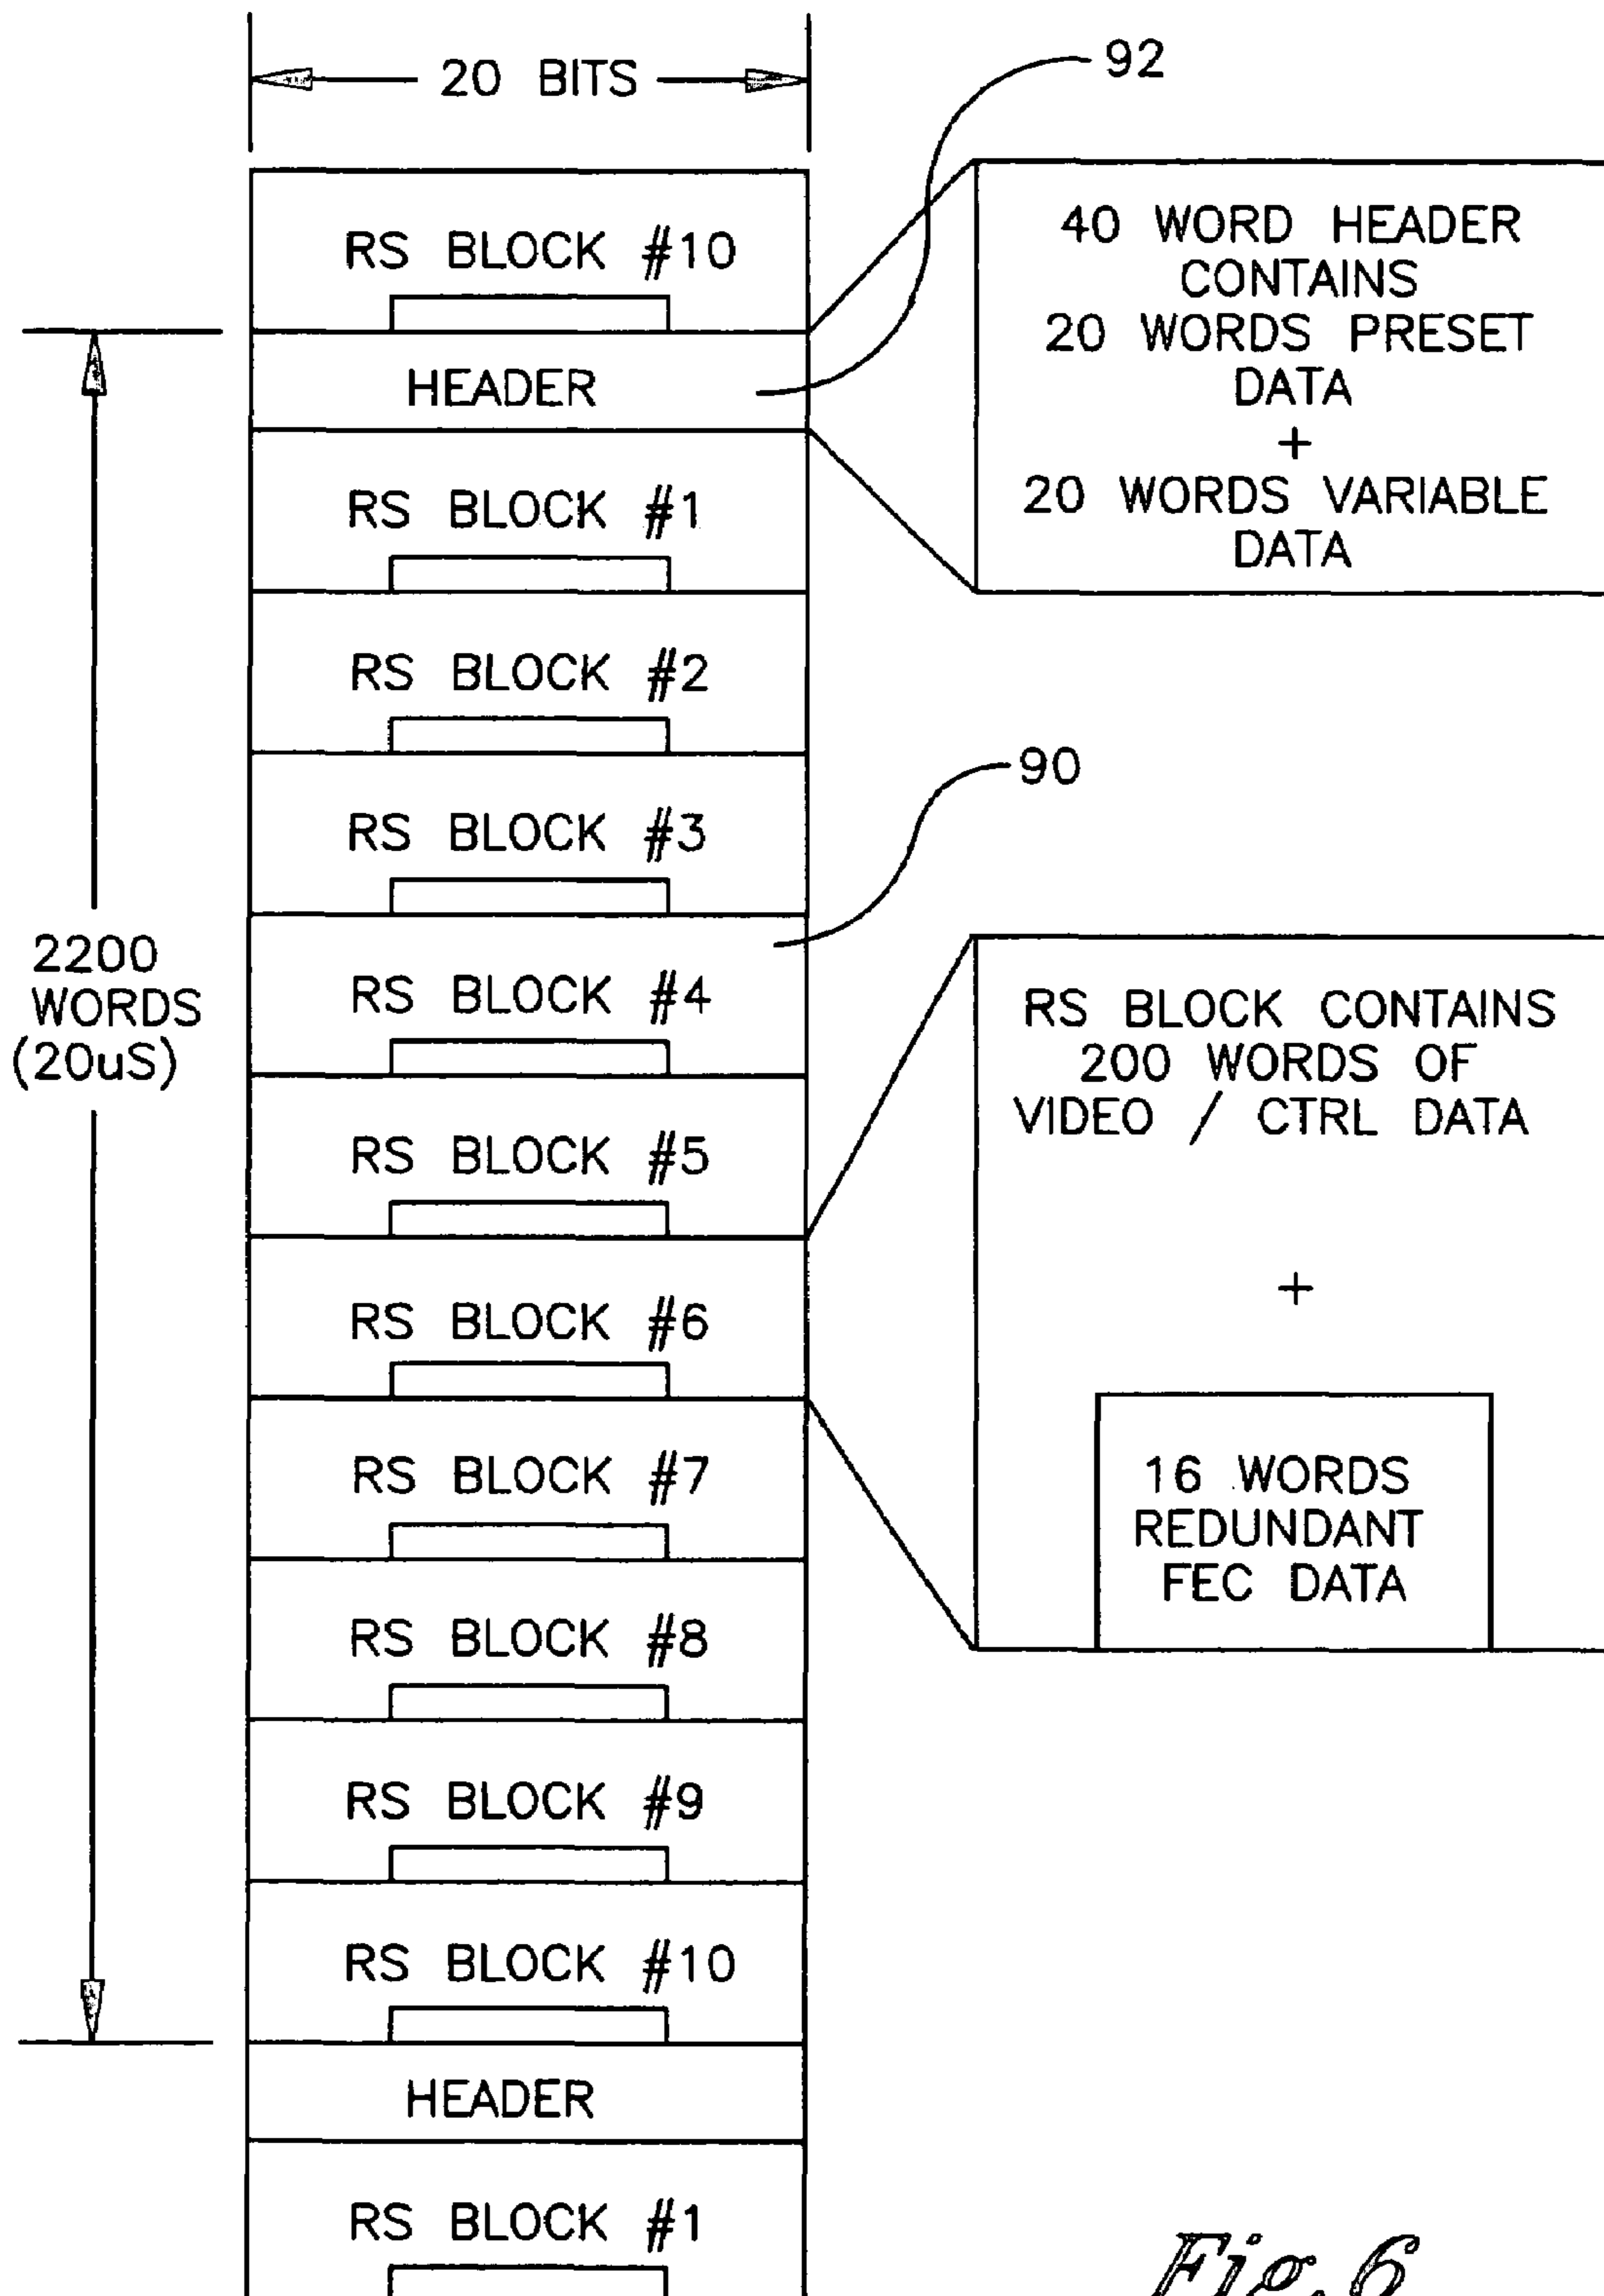 20 BITS
92
RS BLOCK #10
HEADER
40 WORD HEADER
CONTAINS
20 WORDS PRESET
DATA
+
20 WORDS VARIABLE
DATA
RS BLOCK #1
RS BLOCK #2
90
RS BLOCK #3
2200
WORDS
(20uS)
RS BLOCK #4
RS BLOCK #5
RS BLOCK #6
RS BLOCK CONTAINS
200 WORDS OF
VIDEO / CTRL DATA
+
16 WORDS
REDUNDANT
FEC DATA
RS BLOCK #7
RS BLOCK #8
RS BLOCK #9
RS BLOCK #10
HEADER
RS BLOCK #1
Fig. 6